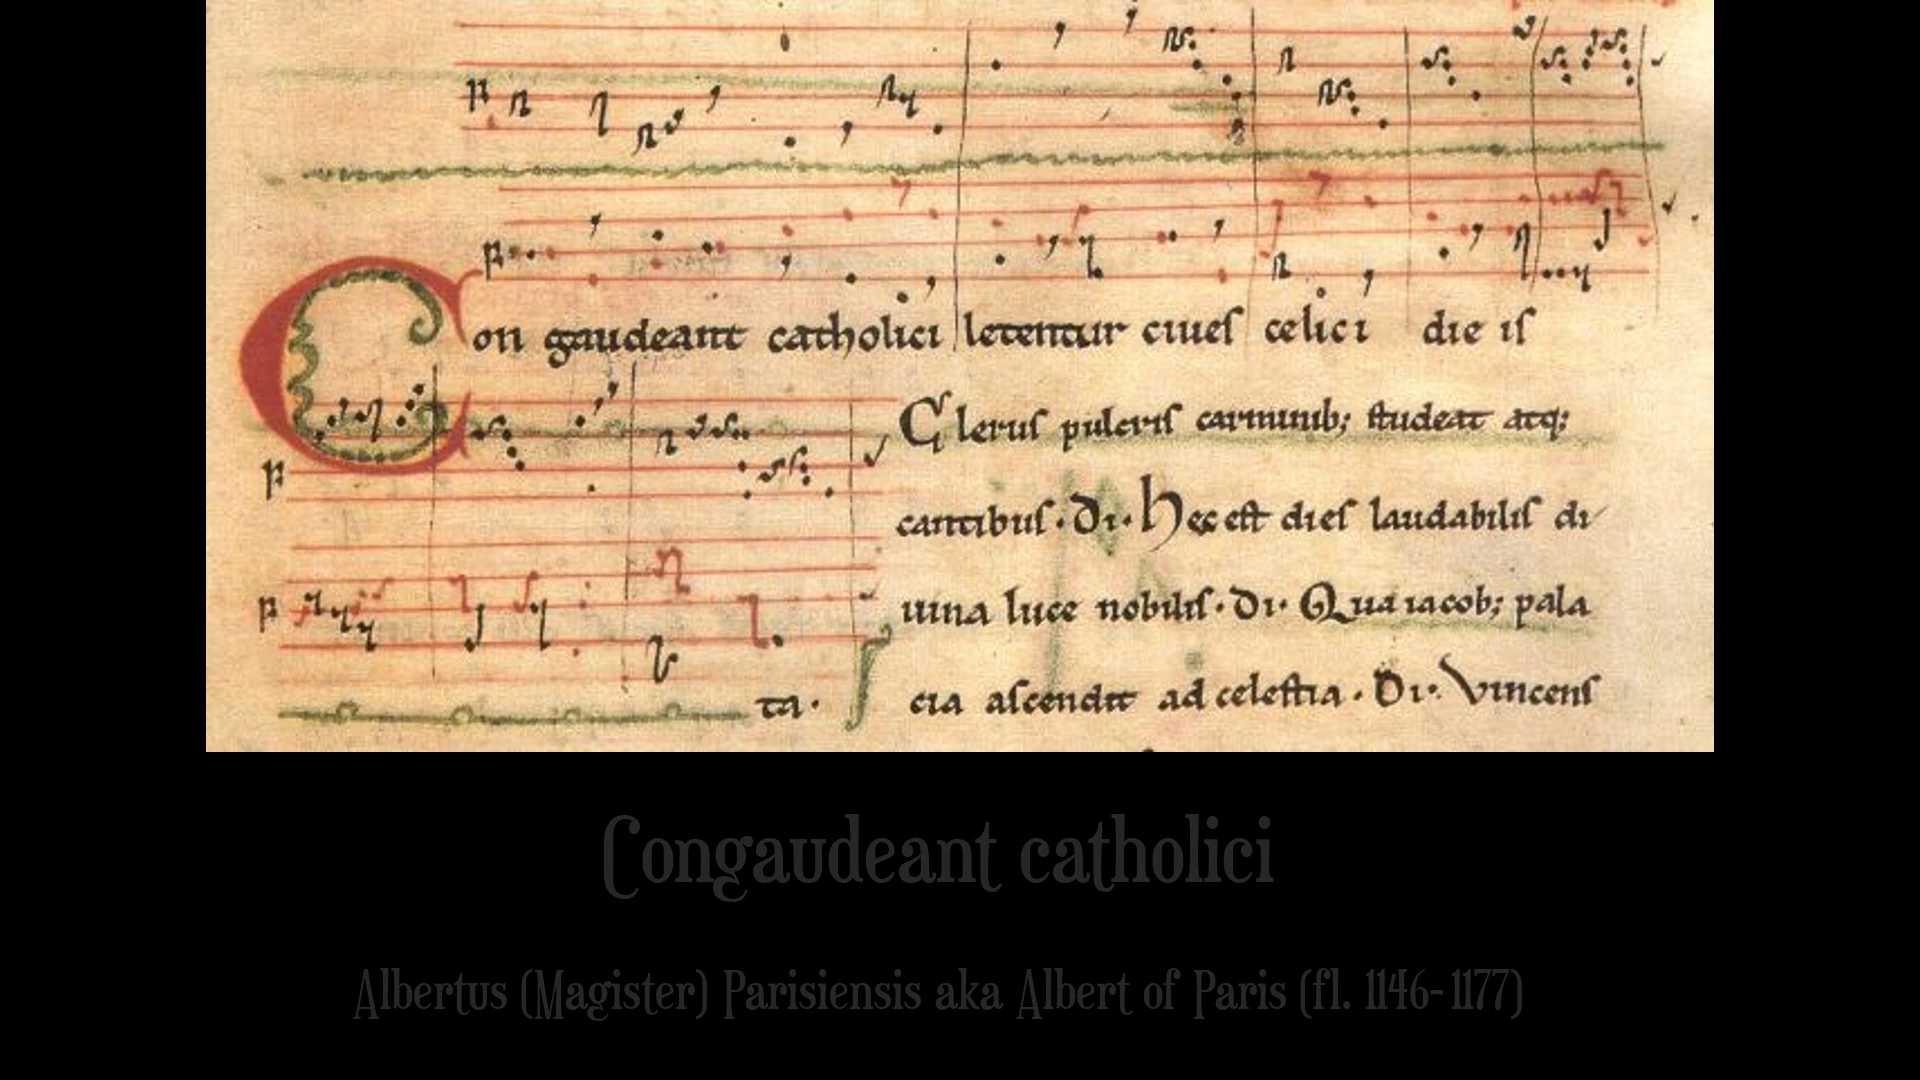 Congaudeant catholici letentur ciueſ celici die iſ
ta.
Clerus pulcriſ carminib; ſtudeat atq;
cantibuſ. Di. Hec eſt dieſ laudabiliſ di
uina luce nobiliſ. Di. Qua iacob; pala
cia aſcendit ad celeſtia. Di. Vincenſ
Congaudeant catholici
Albertus (Magister) Parisiensis aka Albert of Paris (fl. 1146-1177)